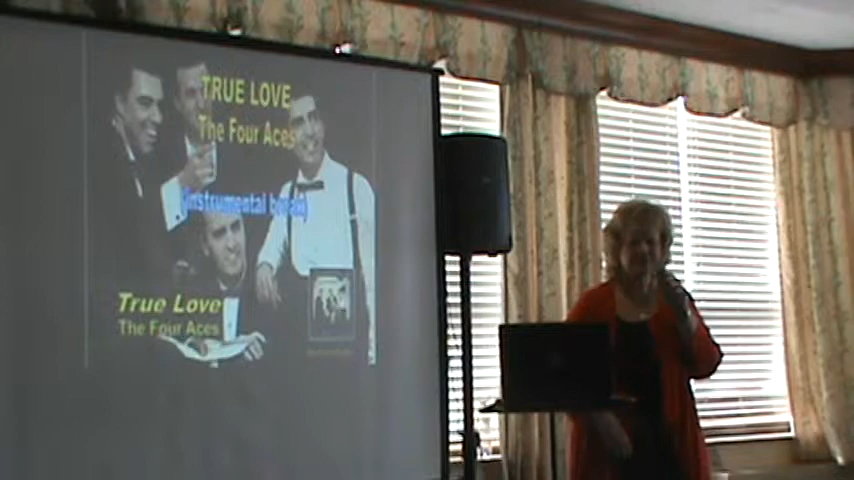 TRUE LOVE
The Four Aces
(Instrumental break)
True Love
The Four Aces